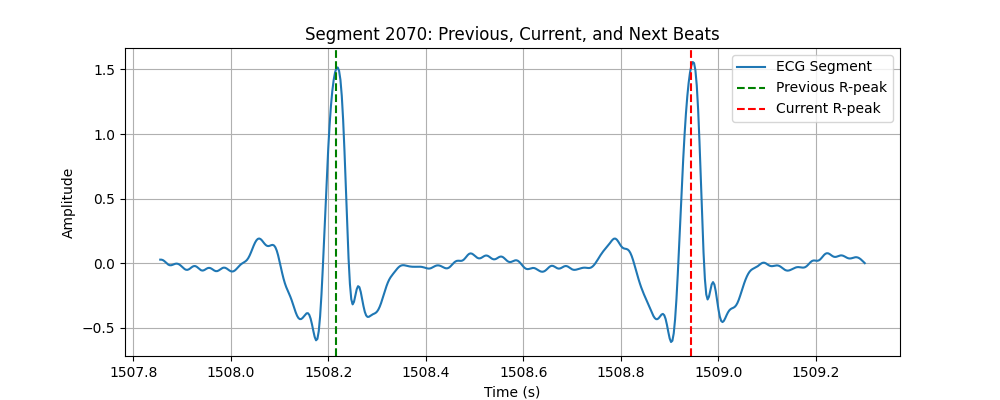 Segment 2070: Previous, Current, and Next Beats
ECG Segment
Previous R-peak
Current R-peak
1.5
1.0
0.5
0.0
−0.5
Amplitude
1507.8 1508.0 1508.2 1508.4 1508.6 1508.8 1509.0 1509.2
Time (s)